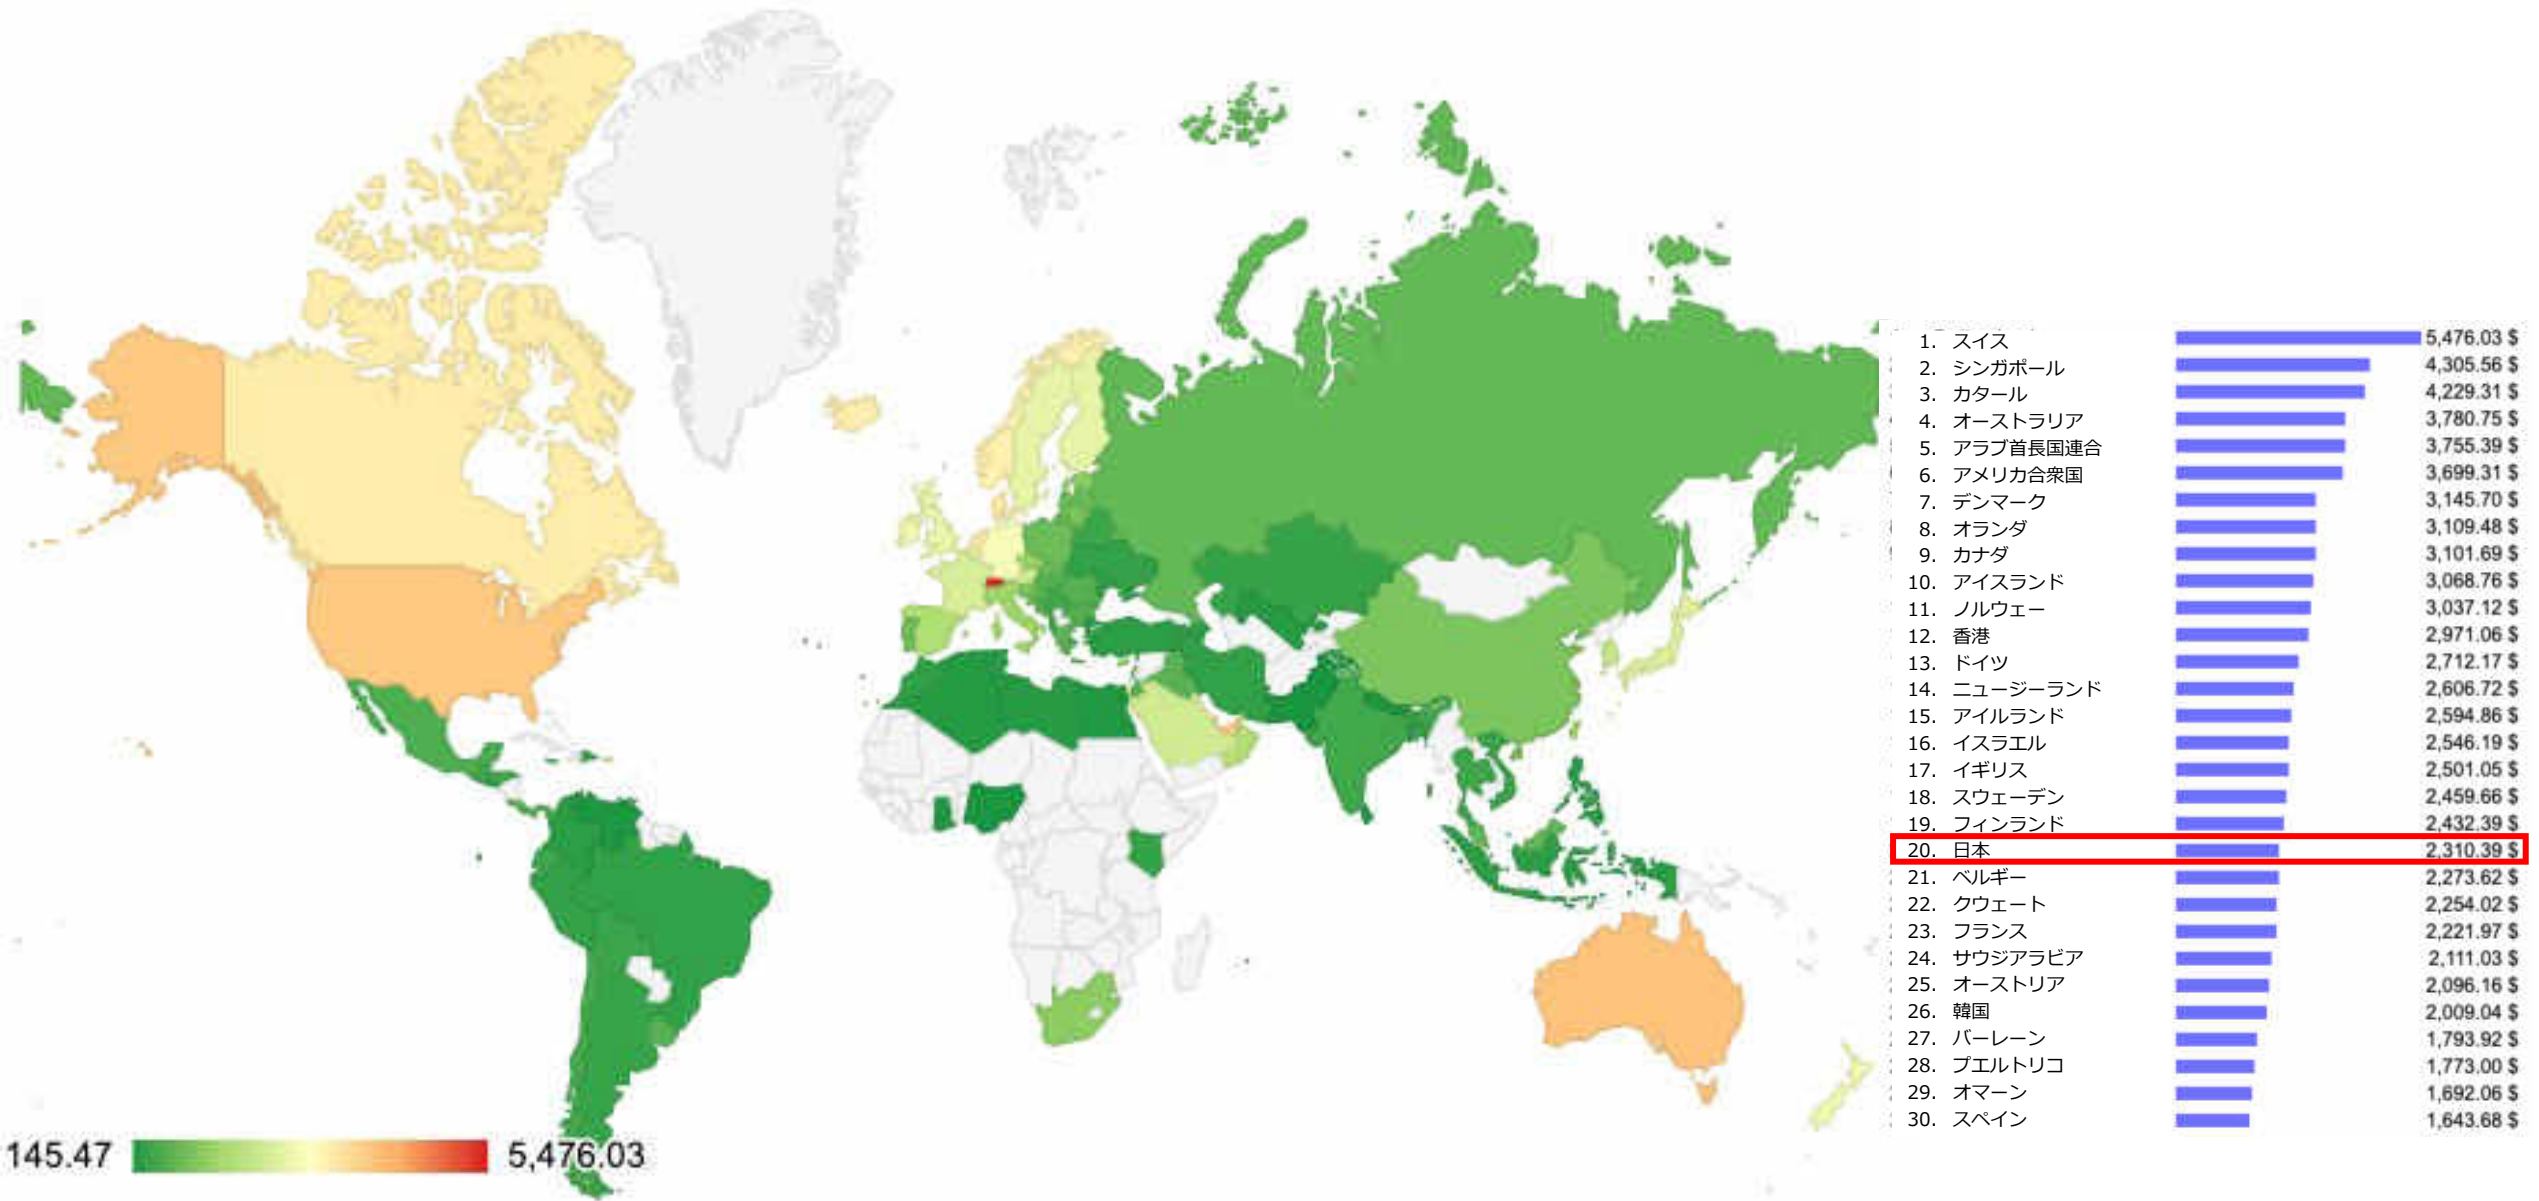 1. スイス 5,476.03 $
2. シンガポール 4,305.56 $
3. カタール 4,229.31 $
4. オーストラリア 3,780.75 $
5. アラブ首長国連合 3,755.39 $
6. アメリカ合衆国 3,699.31 $
7. デンマーク 3,145.70 $
8. オランダ 3,109.48 $
9. カナダ 3,101.69 $
10. アイスランド 3,068.76 $
11. ノルウェー 3,037.12 $
12. 香港 2,971.06 $
13. ドイツ 2,712.17 $
14. ニュージーランド 2,606.72 $
15. アイルランド 2,594.86 $
16. イスラエル 2,546.19 $
17. イギリス 2,501.05 $
18. スウェーデン 2,459.66 $
19. フィンランド 2,432.39 $
20. 日本 2,310.39 $
21. ベルギー 2,273.62 $
22. クウェート 2,254.02 $
23. フランス 2,221.97 $
24. サウジアラビア 2,111.03 $
25. オーストリア 2,096.16 $
26. 韓国 2,009.04 $
27. バーレーン 1,793.92 $
28. プエルトリコ 1,773.00 $
29. オマーン 1,692.06 $
30. スペイン 1,643.68 $
145.47 5,476.03